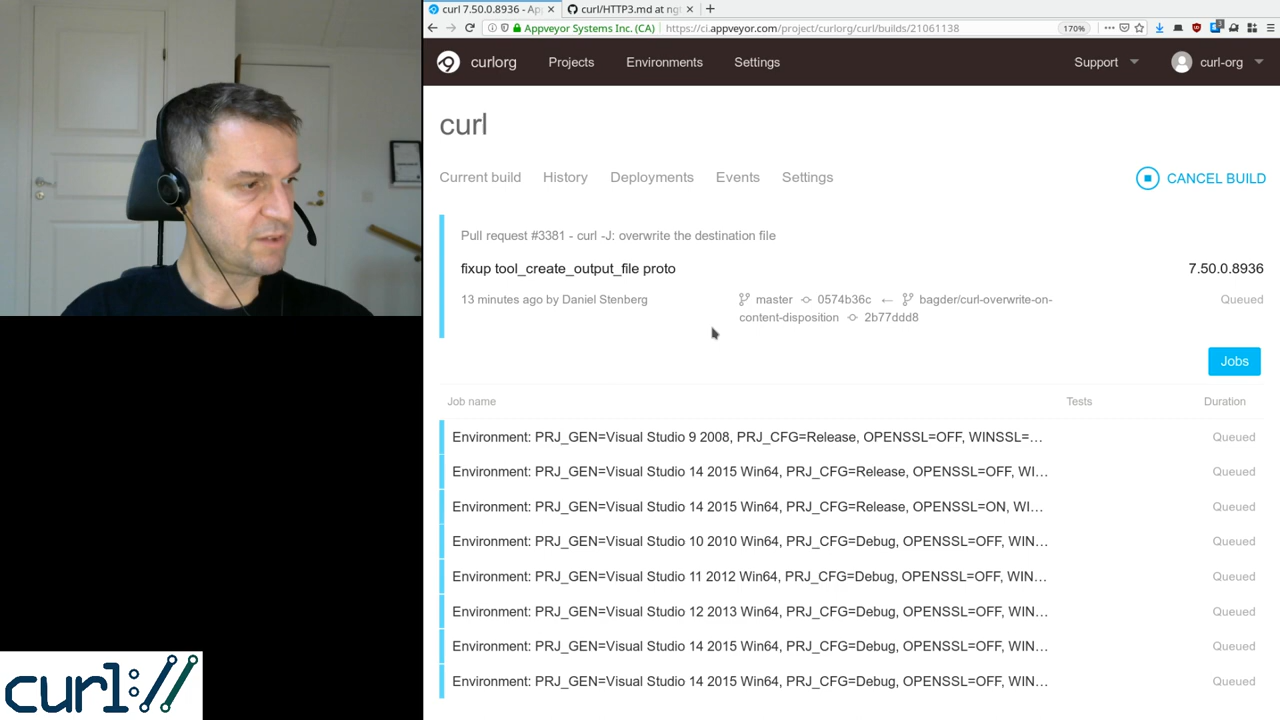 curl 7.50.0.8936 - App
curl/HTTP3.md at ngt
Appveyor Systems Inc. (CA)
https://ci.appveyor.com/project/curlorg/curl/builds/21061138
170%
curlorg
Projects
Environments
Settings
Support
curl-org
curl
Current build
History
Deployments
Events
Settings
CANCEL BUILD
Pull request #3381 - curl -J: overwrite the destination file
fixup tool_create_output_file proto
7.50.0.8936
13 minutes ago by Daniel Stenberg
master 0574b36c ← bagder/curl-overwrite-on-
content-disposition 2b77ddd8
Queued
Jobs
Job name
Tests
Duration
Environment: PRJ_GEN=Visual Studio 9 2008, PRJ_CFG=Release, OPENSSL=OFF, WINSSL=…
Queued
Environment: PRJ_GEN=Visual Studio 14 2015 Win64, PRJ_CFG=Release, OPENSSL=OFF, WI…
Queued
Environment: PRJ_GEN=Visual Studio 14 2015 Win64, PRJ_CFG=Release, OPENSSL=ON, WI…
Queued
Environment: PRJ_GEN=Visual Studio 10 2010 Win64, PRJ_CFG=Debug, OPENSSL=OFF, WIN…
Queued
Environment: PRJ_GEN=Visual Studio 11 2012 Win64, PRJ_CFG=Debug, OPENSSL=OFF, WIN…
Queued
Environment: PRJ_GEN=Visual Studio 12 2013 Win64, PRJ_CFG=Debug, OPENSSL=OFF, WIN…
Queued
Environment: PRJ_GEN=Visual Studio 14 2015 Win64, PRJ_CFG=Debug, OPENSSL=OFF, WIN…
Queued
Environment: PRJ_GEN=Visual Studio 14 2015 Win64, PRJ_CFG=Debug, OPENSSL=OFF, WIN…
Queued
curl://